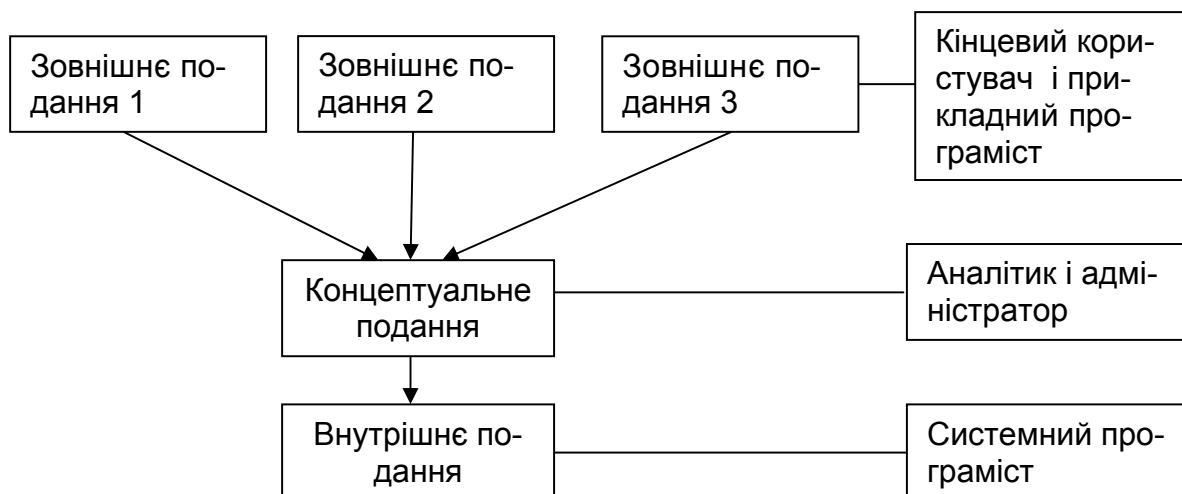 Зовнішнє по-
дання 1
Зовнішнє по-
дання 2
Зовнішнє по-
дання 3
Кінцевий кори-
стувач і при-
кладний про-
граміст
Концептуальне
подання
Аналітик і адмі-
ністратор
Внутрішнє по-
дання
Системний про-
граміст